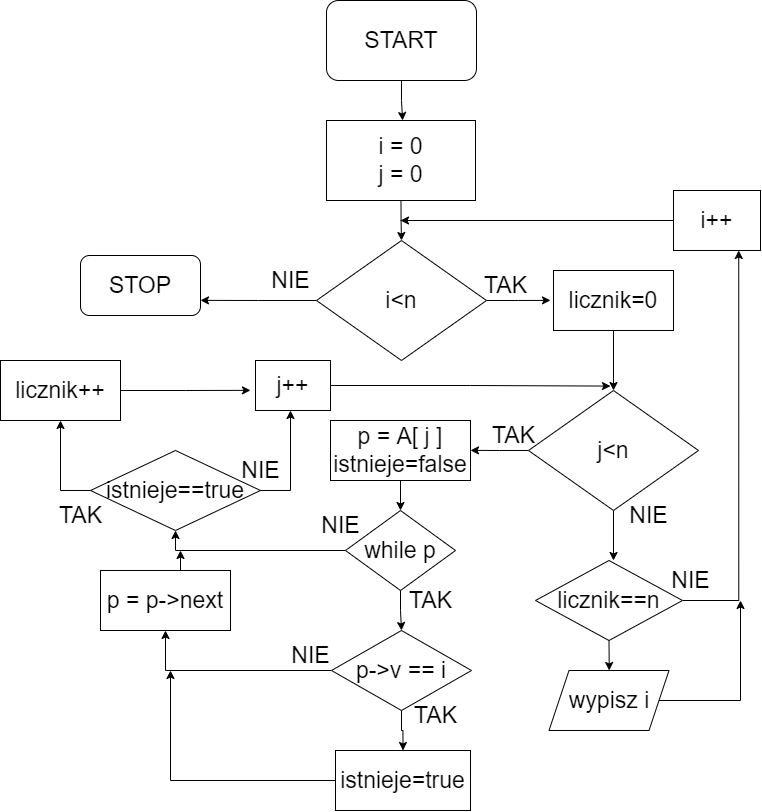 START
i = 0
j = 0
i++
NIE
i<n
TAK
STOP
licznik=0
licznik++
j++
p = A[ j ]
istnieje=false
TAK
j<n
NIE
istnieje==true
NIE
TAK
NIE
while p
TAK
licznik==n
NIE
p = p->next
NIE
p->v == i
TAK
wypisz i
istnieje=true